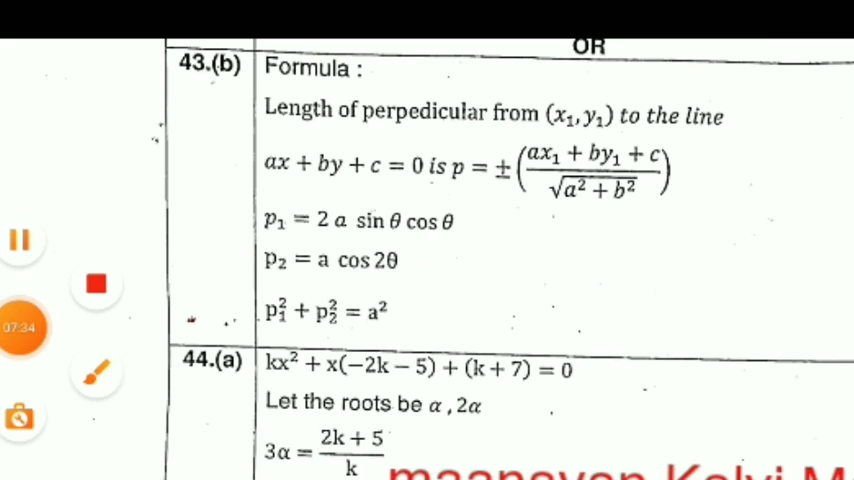 OR
43.(b) Formula :
Length of perpedicular from (x₁, y₁) to the line
ax + by + c = 0 is p = ± ((ax₁ + by₁ + c) / √(a² + b²))
p₁ = 2 a sin θ cos θ
p₂ = a cos 2θ
p₁² + p₂² = a²
44.(a) kx² + x(−2k − 5) + (k + 7) = 0
Let the roots be α , 2α
3α = (2k + 5) / k
07:34